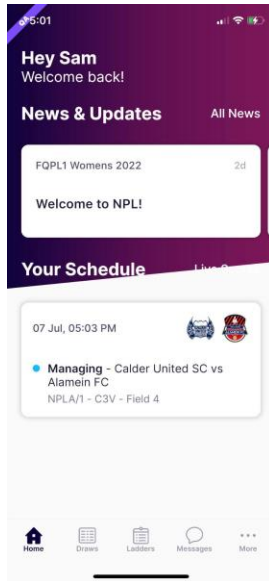 5:01
Hey Sam
Welcome back!
News & Updates All News
FQPL1 Womens 2022 2d
Welcome to NPL!
Your Schedule
07 Jul, 05:03 PM
Managing - Calder United SC vs
Alamein FC
NPLA/1 - C3V - Field 4
Home Draws Ladders Messages More